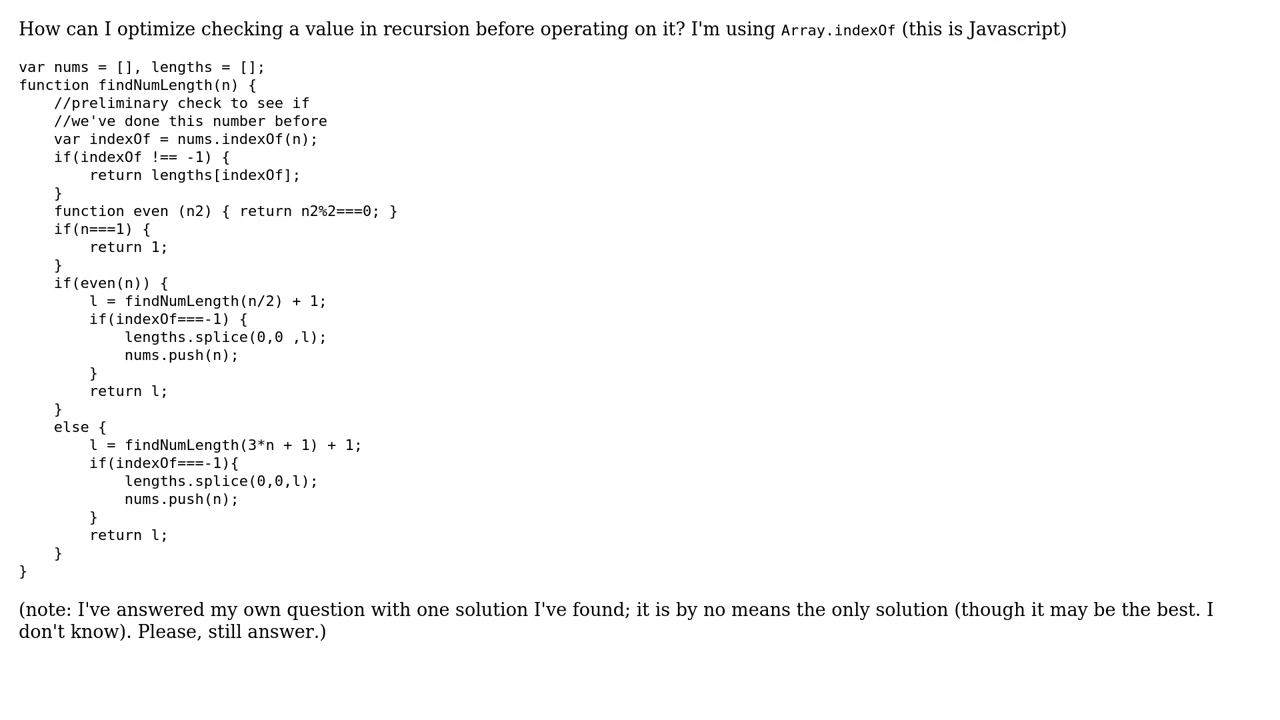 How can I optimize checking a value in recursion before operating on it? I'm using Array.indexOf (this is Javascript)
var nums = [], lengths = [];
function findNumLength(n) {
    //preliminary check to see if
    //we've done this number before
    var indexOf = nums.indexOf(n);
    if(indexOf !== -1) {
        return lengths[indexOf];
    }
    function even (n2) { return n2%2===0; }
    if(n===1) {
        return 1;
    }
    if(even(n)) {
        l = findNumLength(n/2) + 1;
        if(indexOf===-1) {
            lengths.splice(0,0 ,l);
            nums.push(n);
        }
        return l;
    }
    else {
        l = findNumLength(3*n + 1) + 1;
        if(indexOf===-1){
            lengths.splice(0,0,l);
            nums.push(n);
        }
        return l;
    }
}
(note: I've answered my own question with one solution I've found; it is by no means the only solution (though it may be the best. I
don't know). Please, still answer.)